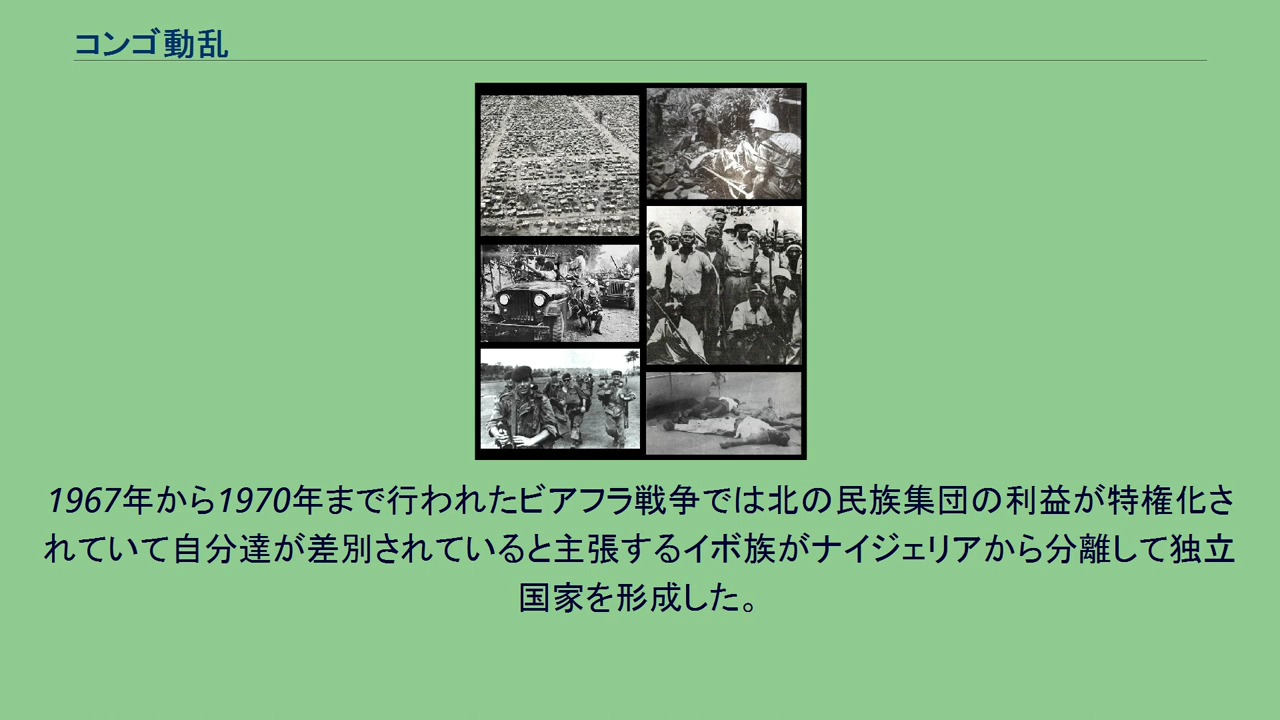 コンゴ動乱
1967年から1970年まで行われたビアフラ戦争では北の民族集団の利益が特権化さ
れていて自分達が差別されていると主張するイボ族がナイジェリアから分離して独立
国家を形成した。